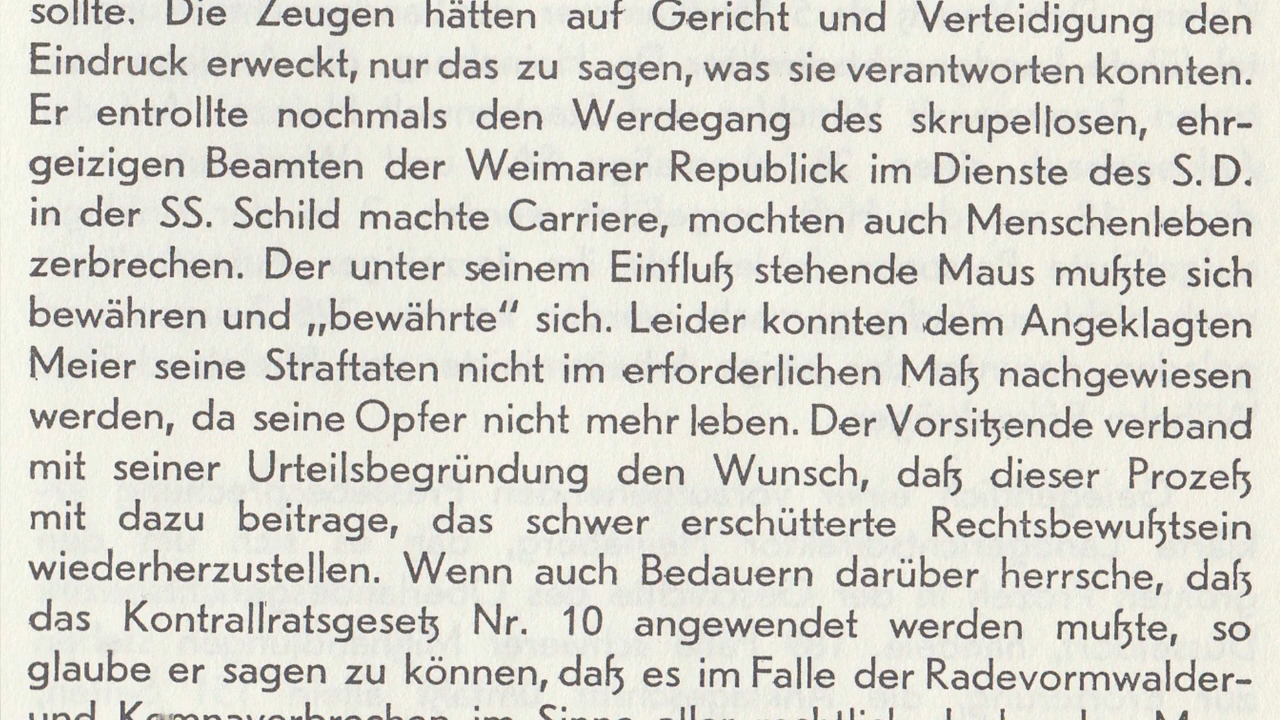 sollte. Die Zeugen hätten auf Gericht und Verteidigung den
Eindruck erweckt, nur das zu sagen, was sie verantworten konnten.
Er entrollte nochmals den Werdegang des skrupellosen, ehr-
geizigen Beamten der Weimarer Republick im Dienste des S. D.
in der SS. Schild machte Carriere, mochten auch Menschenleben
zerbrechen. Der unter seinem Einfluß stehende Maus mußte sich
bewähren und „bewährte“ sich. Leider konnten dem Angeklagten
Meier seine Straftaten nicht im erforderlichen Maß nachgewiesen
werden, da seine Opfer nicht mehr leben. Der Vorsitzende verband
mit seiner Urteilsbegründung den Wunsch, daß dieser Prozeß
mit dazu beitrage, das schwer erschütterte Rechtsbewußtsein
wiederherzustellen. Wenn auch Bedauern darüber herrsche, daß
das Kontrallratsgesetz Nr. 10 angewendet werden mußte, so
glaube er sagen zu können, daß es im Falle der Radevormwalder-
und im Sinne aller